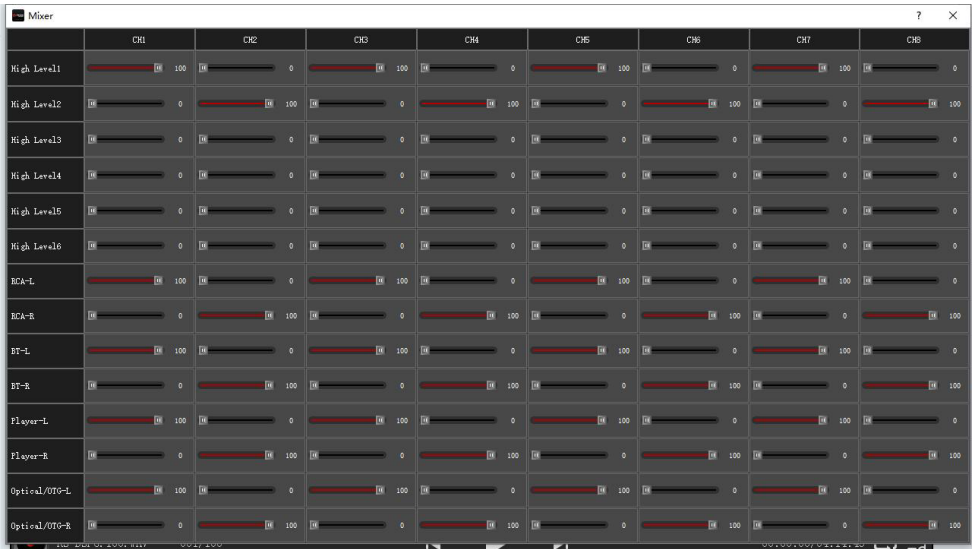 Mixer ? ×
CH1 CH2 CH3 CH4 CH5 CH6 CH7 CH8
High Level1 100 0 100 0 100 0 100 0
High Level2 0 100 0 100 0 100 0 100
High Level3 0 0 0 0 0 0 0 0
High Level4 0 0 0 0 0 0 0 0
High Level5 0 0 0 0 0 0 0 0
High Level6 0 0 0 0 0 0 0 0
RCA-L 100 0 100 0 100 0 100 0
RCA-R 0 100 0 100 0 100 0 100
BT-L 100 0 100 0 100 0 100 0
BT-R 0 100 0 100 0 100 0 100
Player-L 100 0 100 0 100 0 100 0
Player-R 0 100 0 100 0 100 0 100
Optical/OTG-L 100 0 100 0 100 0 100 0
Optical/OTG-R 0 100 0 100 0 100 0 100